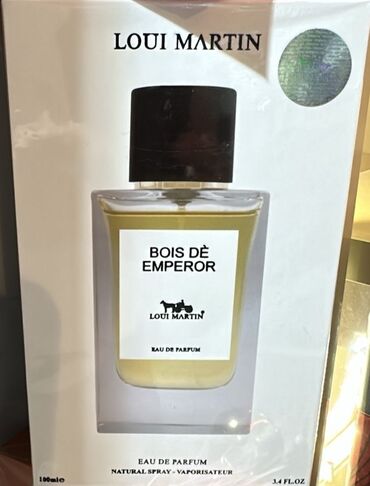 LOUI MARTIN
BOIS DÈ
EMPEROR
LOUI MARTIN
EAU DE PARFUM
EAU DE PARFUM
NATURAL SPRAY - VAPORISATEUR
100ml e
3.4 FL.OZ